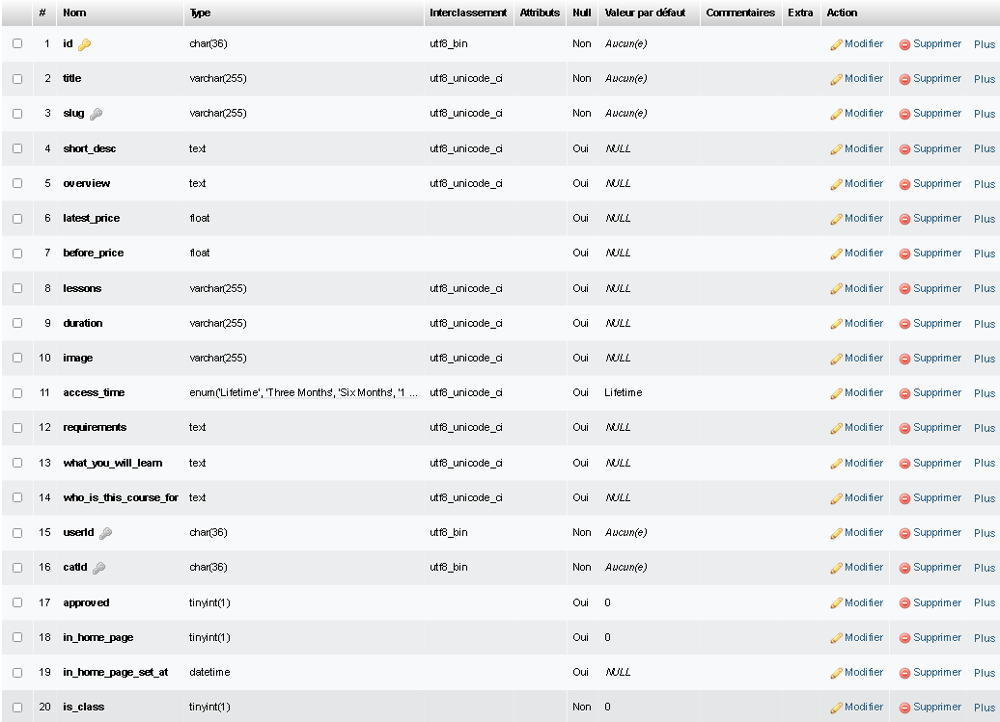 # Nom Type Interclassement Attributs Null Valeur par défaut Commentaires Extra Action
1 id char(36) utf8_bin Non Aucun(e) Modifier Supprimer Plus
2 title varchar(255) utf8_unicode_ci Non Aucun(e) Modifier Supprimer Plus
3 slug varchar(255) utf8_unicode_ci Non Aucun(e) Modifier Supprimer Plus
4 short_desc text utf8_unicode_ci Oui NULL Modifier Supprimer Plus
5 overview text utf8_unicode_ci Oui NULL Modifier Supprimer Plus
6 latest_price float Oui NULL Modifier Supprimer Plus
7 before_price float Oui NULL Modifier Supprimer Plus
8 lessons varchar(255) utf8_unicode_ci Oui NULL Modifier Supprimer Plus
9 duration varchar(255) utf8_unicode_ci Oui NULL Modifier Supprimer Plus
10 image varchar(255) utf8_unicode_ci Oui NULL Modifier Supprimer Plus
11 access_time enum('Lifetime', 'Three Months', 'Six Months', '1 ... utf8_unicode_ci Oui Lifetime Modifier Supprimer Plus
12 requirements text utf8_unicode_ci Oui NULL Modifier Supprimer Plus
13 what_you_will_learn text utf8_unicode_ci Oui NULL Modifier Supprimer Plus
14 who_is_this_course_for text utf8_unicode_ci Oui NULL Modifier Supprimer Plus
15 userId char(36) utf8_bin Non Aucun(e) Modifier Supprimer Plus
16 catId char(36) utf8_bin Non Aucun(e) Modifier Supprimer Plus
17 approved tinyint(1) Oui 0 Modifier Supprimer Plus
18 in_home_page tinyint(1) Oui 0 Modifier Supprimer Plus
19 in_home_page_set_at datetime Oui NULL Modifier Supprimer Plus
20 is_class tinyint(1) Non 0 Modifier Supprimer Plus